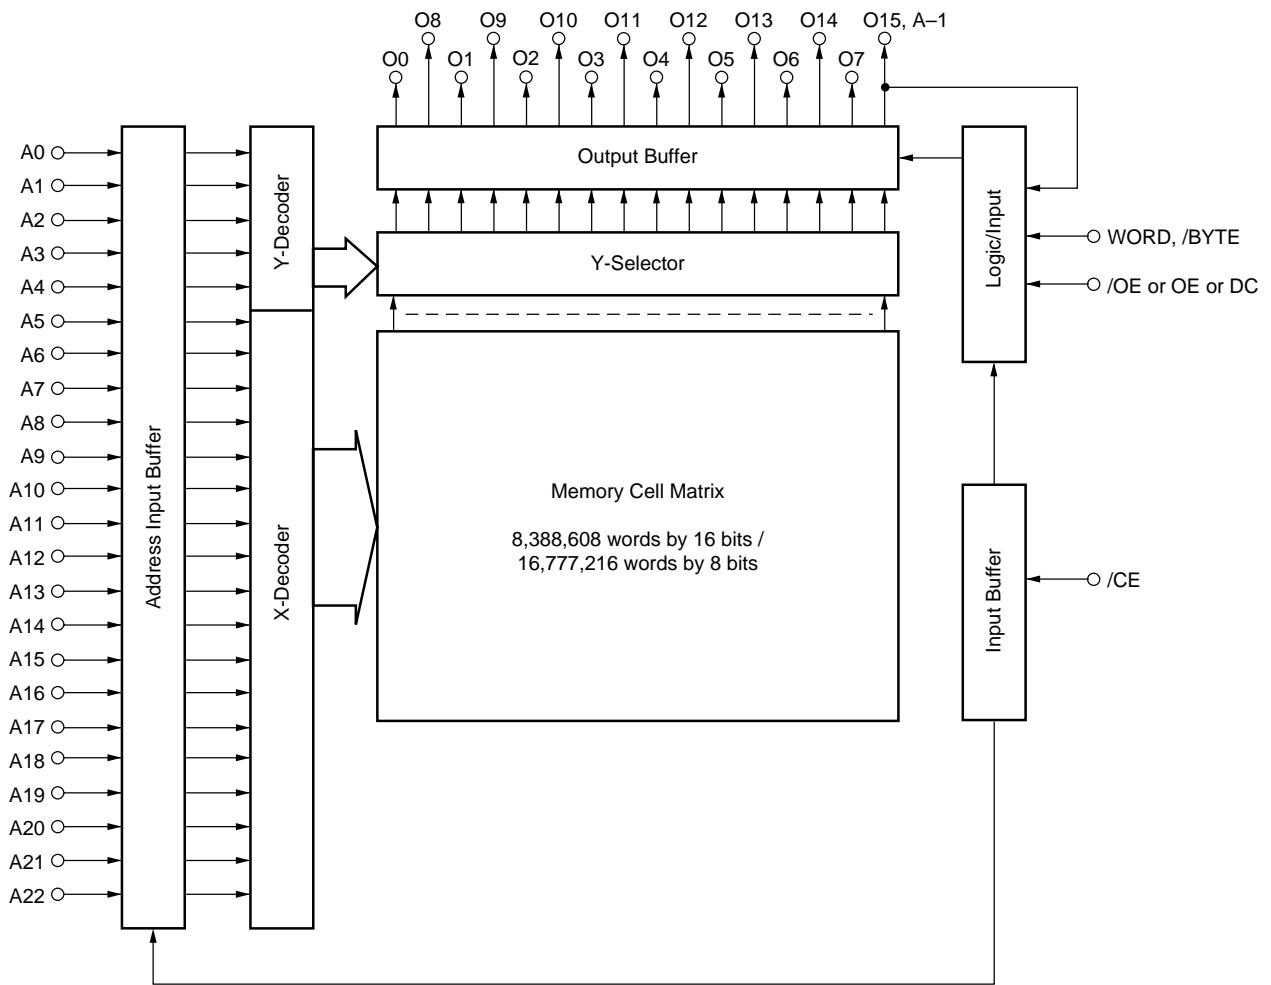 O8 O9 O10 O11 O12 O13 O14 O15, A–1
O0 O1 O2 O3 O4 O5 O6 O7
A0
A1
A2
A3
A4
A5
A6
A7
A8
A9
A10
A11
A12
A13
A14
A15
A16
A17
A18
A19
A20
A21
A22
Address Input Buffer
Y-Decoder
X-Decoder
Output Buffer
Y-Selector
Memory Cell Matrix
8,388,608 words by 16 bits /
16,777,216 words by 8 bits
Logic/Input
WORD, /BYTE
/OE or OE or DC
Input Buffer
/CE